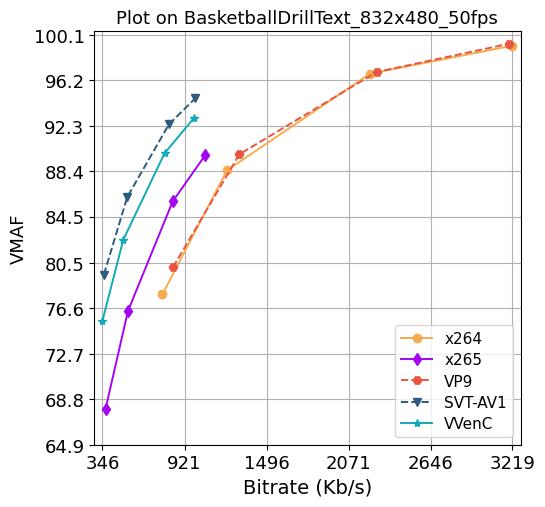 Plot on BasketballDrillText_832x480_50fps
100.1
96.2
92.3
88.4
84.5
80.5
76.6
72.7
68.8
64.9
VMAF
x264
x265
VP9
SVT-AV1
VVenC
346 921 1496 2071 2646 3219
Bitrate (Kb/s)